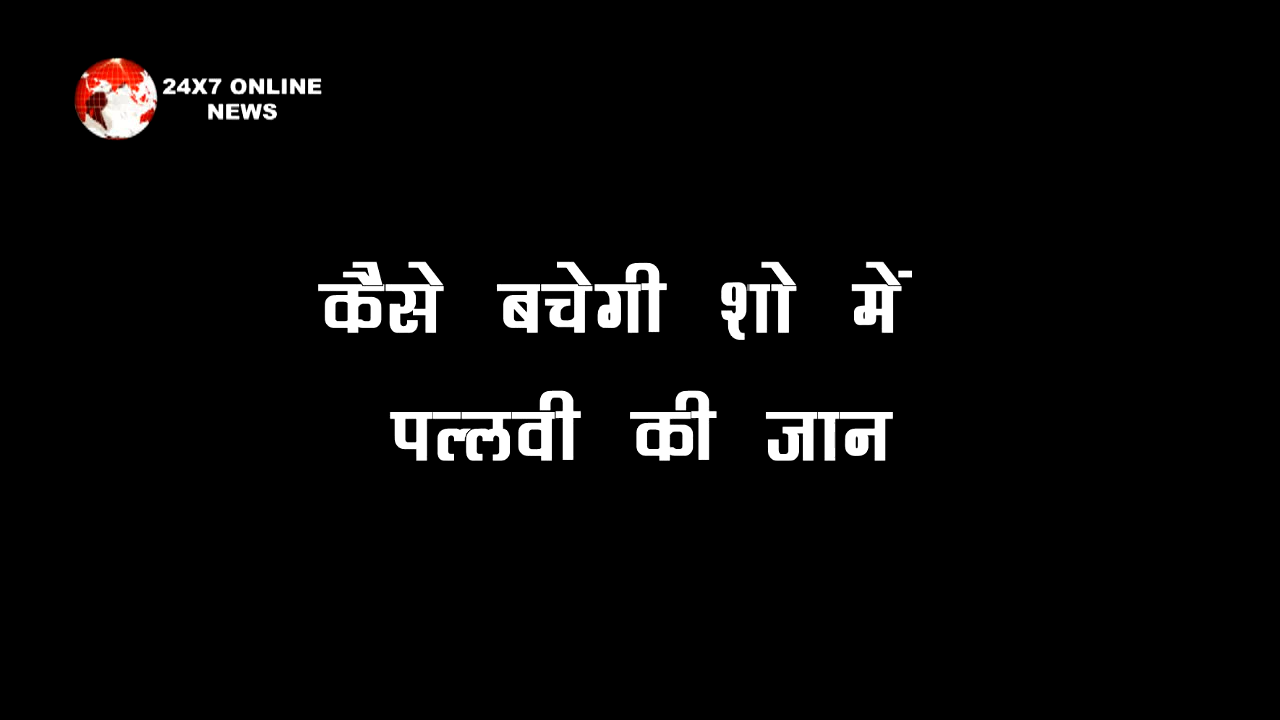 24X7 ONLINE
NEWS
कैसे बचेगी शो में
पल्लवी की जान